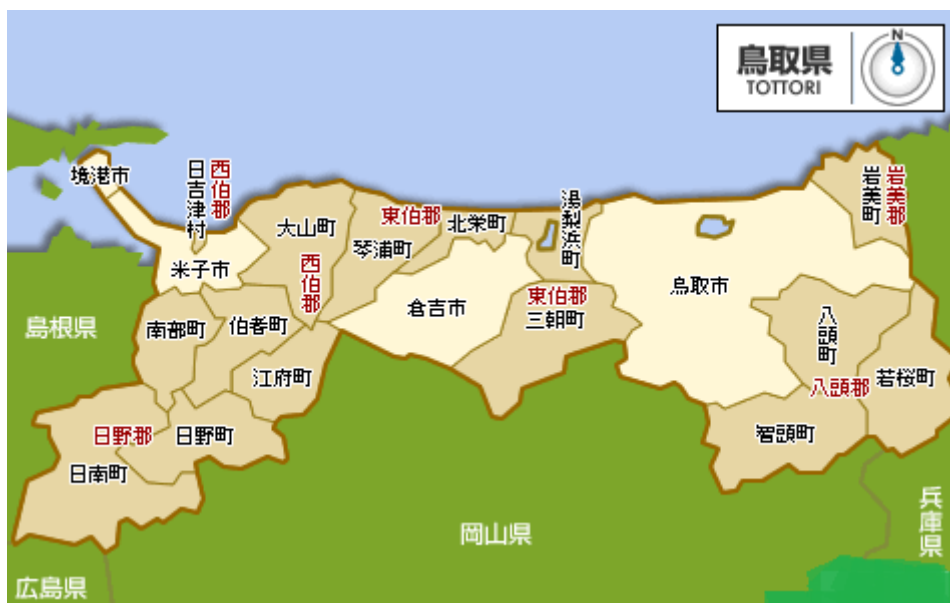 鳥取県
TOTTORI
N
境港市
西伯郡
日吉津村
米子市
大山町
西伯郡
東伯郡
琴浦町
北栄町
湯梨浜町
倉吉市
東伯郡
三朝町
鳥取市
岩美郡
岩美町
八頭町
八頭郡
若桜町
智頭町
南部町
伯耆町
江府町
日野郡
日野町
日南町
島根県
岡山県
兵庫県
広島県